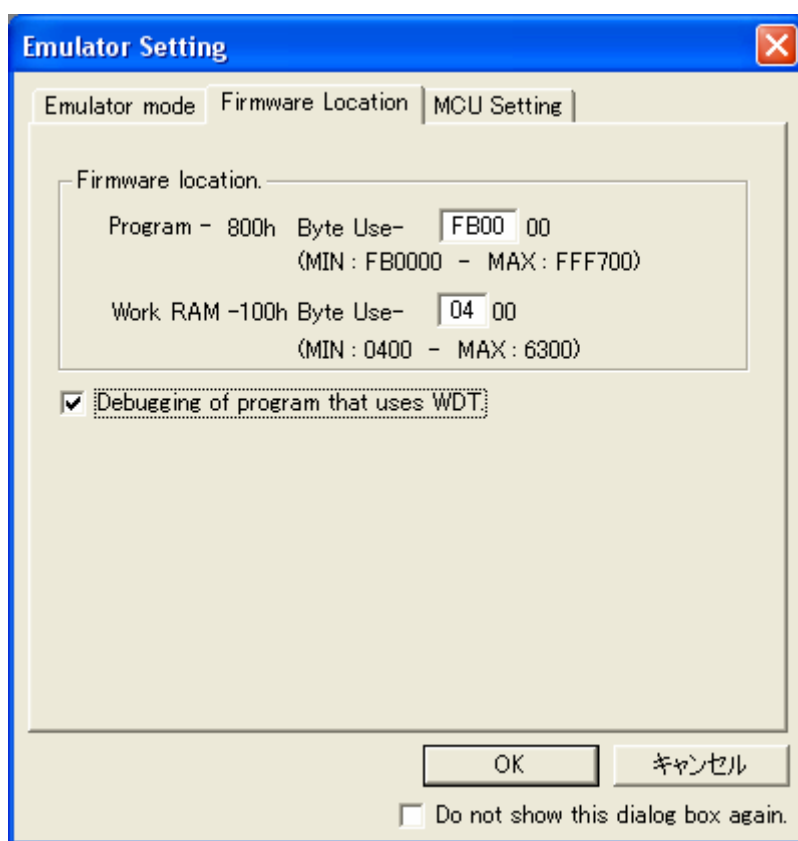 Emulator Setting
Emulator mode Firmware Location MCU Setting
Firmware location.
Program - 800h Byte Use- FB00 00
(MIN : FB0000 - MAX : FFF700)
Work RAM -100h Byte Use- 04 00
(MIN : 0400 - MAX : 6300)
Debugging of program that uses WDT.
OK キャンセル
Do not show this dialog box again.